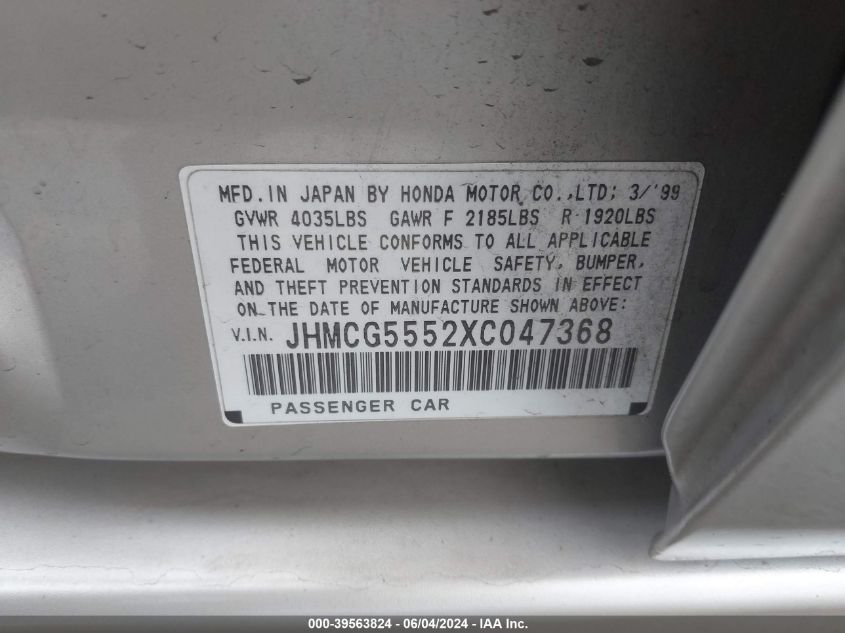 MFD.IN JAPAN BY HONDA MOTOR CO.,LTD; 3/'99
GVWR 4035LBS GAWR F 2185LBS R 1920LBS
THIS VEHICLE CONFORMS TO ALL APPLICABLE
FEDERAL MOTOR VEHICLE SAFETY, BUMPER,
AND THEFT PREVENTION STANDARDS IN EFFECT
ON THE DATE OF MANUFACTURE SHOWN ABOVE:
V.I.N. JHMCG5552XC047368
PASSENGER CAR
000-39563824 - 06/04/2024 - IAA Inc.